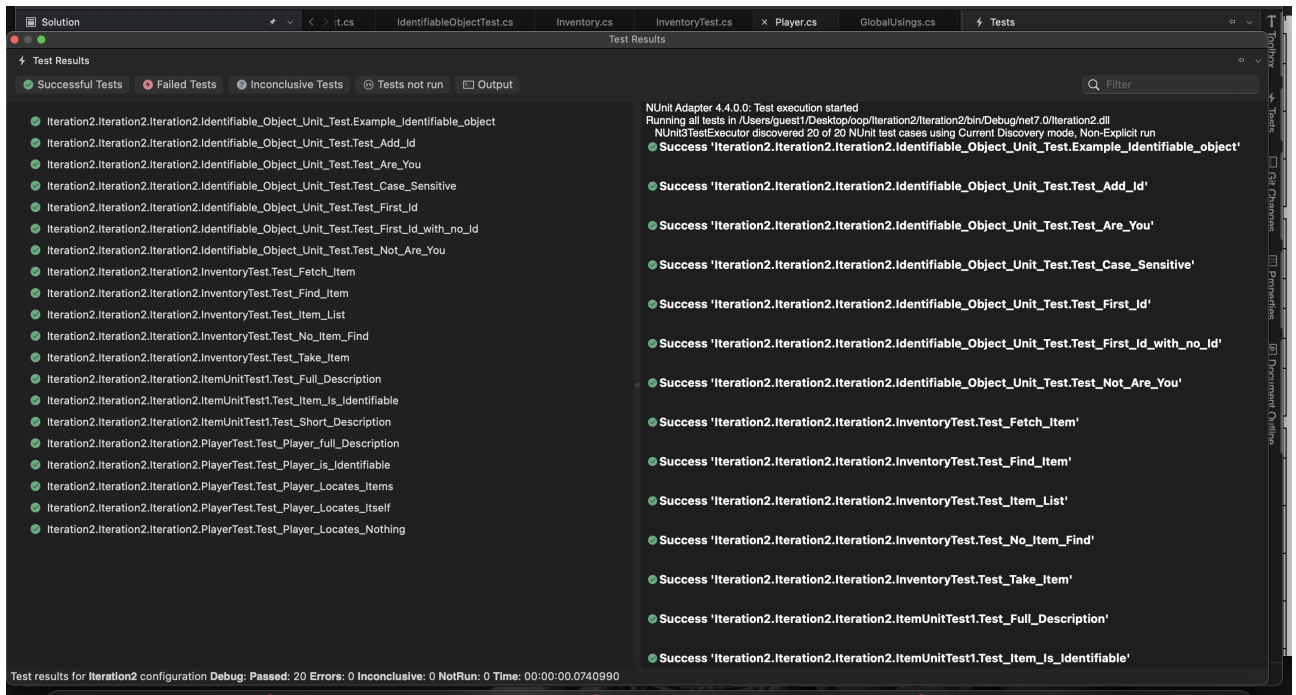 Solution
t.cs
IdentifiableObjectTest.cs
Inventory.cs
InventoryTest.cs
Player.cs
GlobalUsings.cs
Tests
Test Results
Test Results
Successful Tests
Failed Tests
Inconclusive Tests
Tests not run
Output
Filter
Iteration2.Iteration2.Iteration2.Identifiable_Object_Unit_Test.Example_Identifiable_object
Iteration2.Iteration2.Iteration2.Identifiable_Object_Unit_Test.Test_Add_Id
Iteration2.Iteration2.Iteration2.Identifiable_Object_Unit_Test.Test_Are_You
Iteration2.Iteration2.Iteration2.Identifiable_Object_Unit_Test.Test_Case_Sensitive
Iteration2.Iteration2.Iteration2.Identifiable_Object_Unit_Test.Test_First_Id
Iteration2.Iteration2.Iteration2.Identifiable_Object_Unit_Test.Test_First_Id_with_no_Id
Iteration2.Iteration2.Iteration2.Identifiable_Object_Unit_Test.Test_Not_Are_You
Iteration2.Iteration2.Iteration2.InventoryTest.Test_Fetch_Item
Iteration2.Iteration2.Iteration2.InventoryTest.Test_Find_Item
Iteration2.Iteration2.Iteration2.InventoryTest.Test_Item_List
Iteration2.Iteration2.Iteration2.InventoryTest.Test_No_Item_Find
Iteration2.Iteration2.Iteration2.InventoryTest.Test_Take_Item
Iteration2.Iteration2.Iteration2.ItemUnitTest1.Test_Full_Description
Iteration2.Iteration2.Iteration2.ItemUnitTest1.Test_Item_Is_Identifiable
Iteration2.Iteration2.Iteration2.ItemUnitTest1.Test_Short_Description
Iteration2.Iteration2.Iteration2.PlayerTest.Test_Player_full_Description
Iteration2.Iteration2.Iteration2.PlayerTest.Test_Player_is_Identifiable
Iteration2.Iteration2.Iteration2.PlayerTest.Test_Player_Locates_Items
Iteration2.Iteration2.Iteration2.PlayerTest.Test_Player_Locates_Itself
Iteration2.Iteration2.Iteration2.PlayerTest.Test_Player_Locates_Nothing
NUnit Adapter 4.4.0.0: Test execution started
Running all tests in /Users/guest1/Desktop/oop/Iteration2/Iteration2/bin/Debug/net7.0/Iteration2.dll
NUnit3TestExecutor discovered 20 of 20 NUnit test cases using Current Discovery mode, Non-Explicit run
Success 'Iteration2.Iteration2.Iteration2.Identifiable_Object_Unit_Test.Example_Identifiable_object'
Success 'Iteration2.Iteration2.Iteration2.Identifiable_Object_Unit_Test.Test_Add_Id'
Success 'Iteration2.Iteration2.Iteration2.Identifiable_Object_Unit_Test.Test_Are_You'
Success 'Iteration2.Iteration2.Iteration2.Identifiable_Object_Unit_Test.Test_Case_Sensitive'
Success 'Iteration2.Iteration2.Iteration2.Identifiable_Object_Unit_Test.Test_First_Id'
Success 'Iteration2.Iteration2.Iteration2.Identifiable_Object_Unit_Test.Test_First_Id_with_no_Id'
Success 'Iteration2.Iteration2.Iteration2.Identifiable_Object_Unit_Test.Test_Not_Are_You'
Success 'Iteration2.Iteration2.Iteration2.InventoryTest.Test_Fetch_Item'
Success 'Iteration2.Iteration2.Iteration2.InventoryTest.Test_Find_Item'
Success 'Iteration2.Iteration2.Iteration2.InventoryTest.Test_Item_List'
Success 'Iteration2.Iteration2.Iteration2.InventoryTest.Test_No_Item_Find'
Success 'Iteration2.Iteration2.Iteration2.InventoryTest.Test_Take_Item'
Success 'Iteration2.Iteration2.Iteration2.ItemUnitTest1.Test_Full_Description'
Success 'Iteration2.Iteration2.Iteration2.ItemUnitTest1.Test_Item_Is_Identifiable'
Toolbox
Tests
Git Changes
Properties
Document Outline
Test results for Iteration2 configuration Debug: Passed: 20 Errors: 0 Inconclusive: 0 NotRun: 0 Time: 00:00:00.0740990